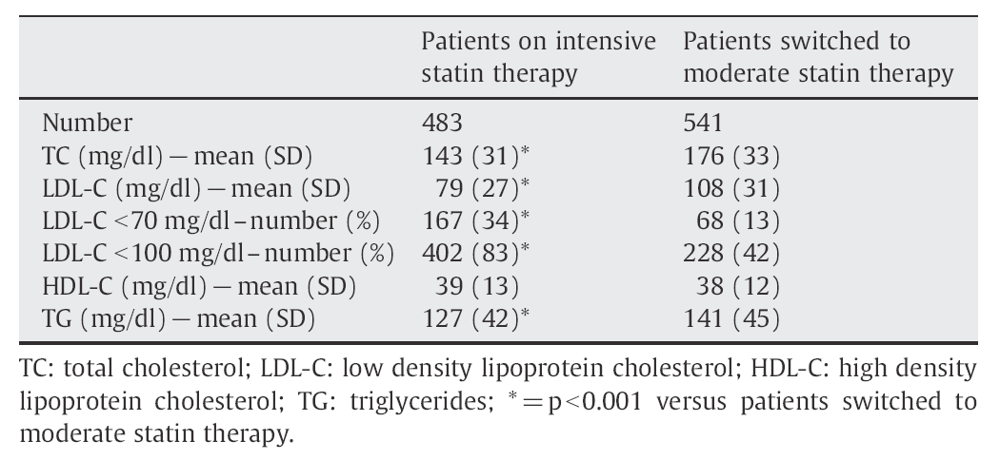 Patients on intensive statin therapy Patients switched to moderate statin therapy
Number 483 541
TC (mg/dl) — mean (SD) 143 (31)* 176 (33)
LDL-C (mg/dl) — mean (SD) 79 (27)* 108 (31)
LDL-C <70 mg/dl – number (%) 167 (34)* 68 (13)
LDL-C <100 mg/dl – number (%) 402 (83)* 228 (42)
HDL-C (mg/dl) — mean (SD) 39 (13) 38 (12)
TG (mg/dl) — mean (SD) 127 (42)* 141 (45)
TC: total cholesterol; LDL-C: low density lipoprotein cholesterol; HDL-C: high density
lipoprotein cholesterol; TG: triglycerides; * = p<0.001 versus patients switched to
moderate statin therapy.